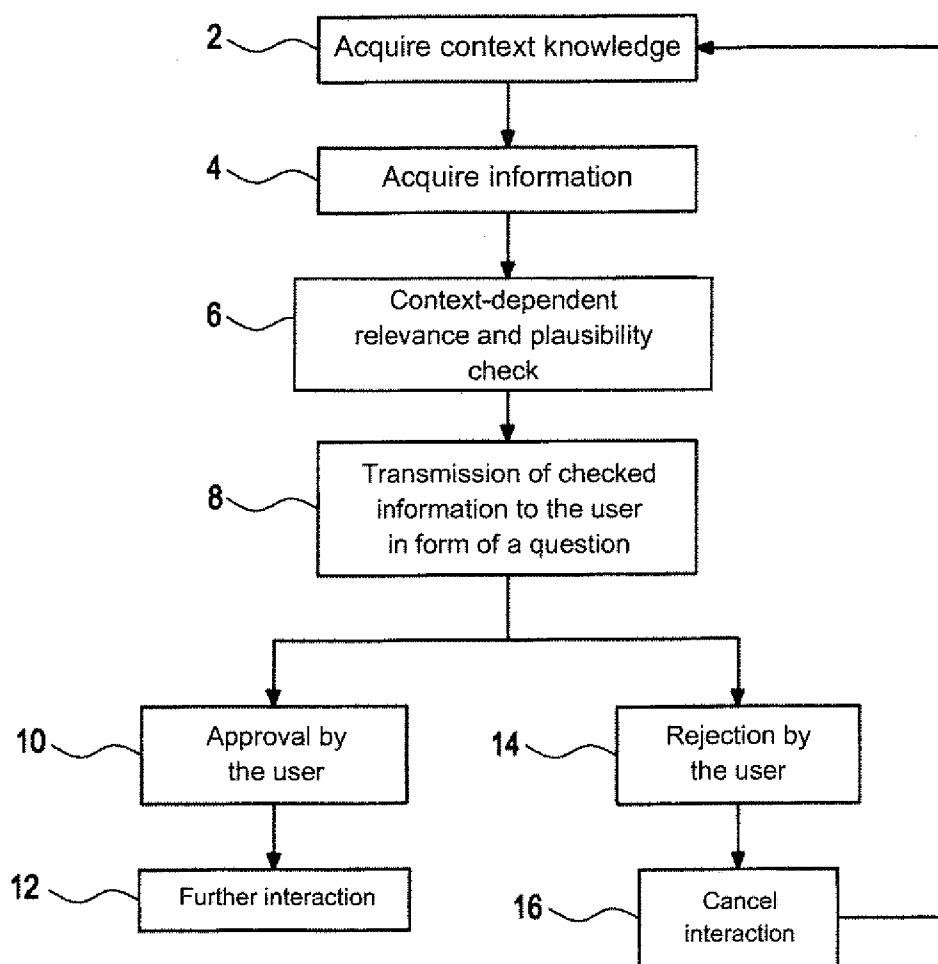 2 Acquire context knowledge
4 Acquire information
6 Context-dependent
relevance and plausibility
check
8 Transmission of checked
information to the user
in form of a question
10 Approval by
the user
14 Rejection by
the user
12 Further interaction
16 Cancel
interaction